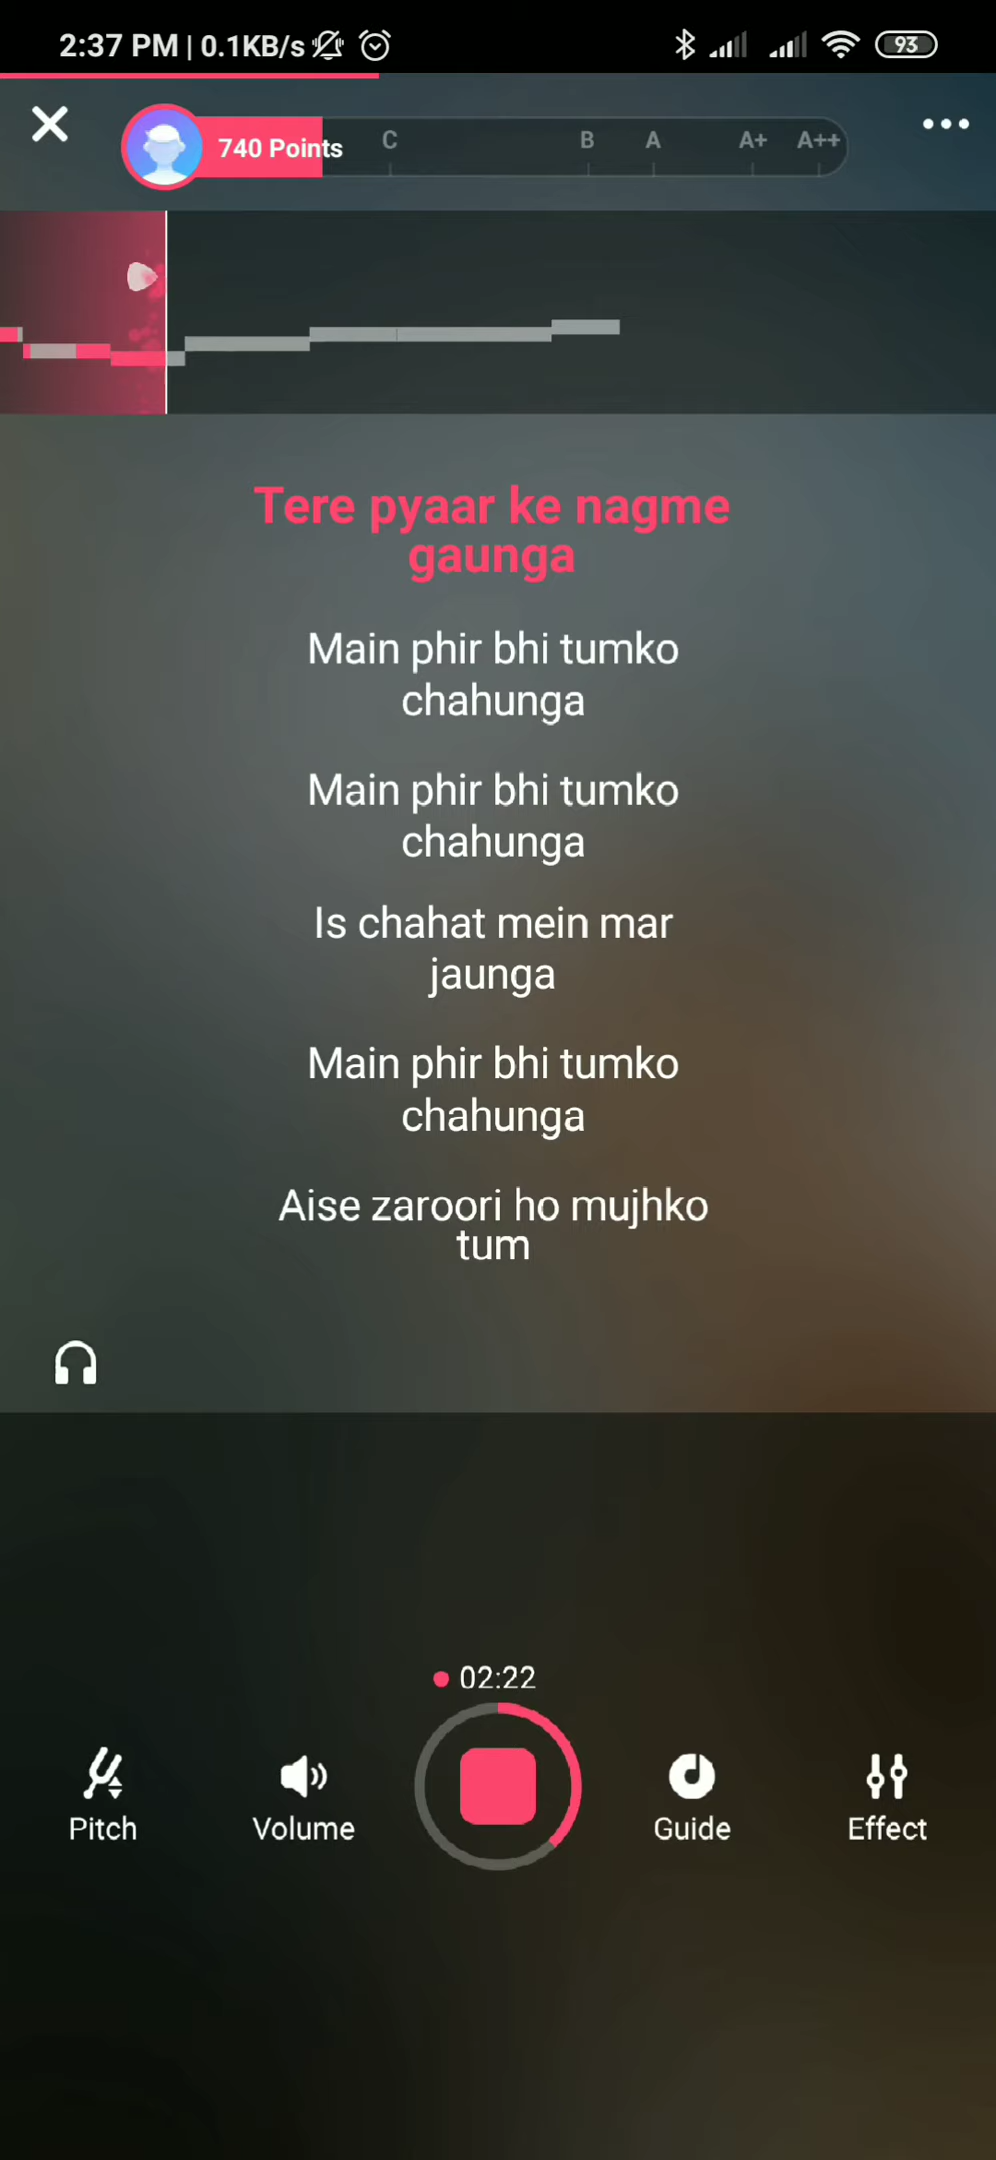 2:37 PM | 0.1KB/s 93
740 Points C B A A+ A++
Tere pyaar ke nagme
gaunga
Main phir bhi tumko
chahunga
Main phir bhi tumko
chahunga
Is chahat mein mar
jaunga
Main phir bhi tumko
chahunga
Aise zaroori ho mujhko
tum
02:22
Pitch Volume Guide Effect